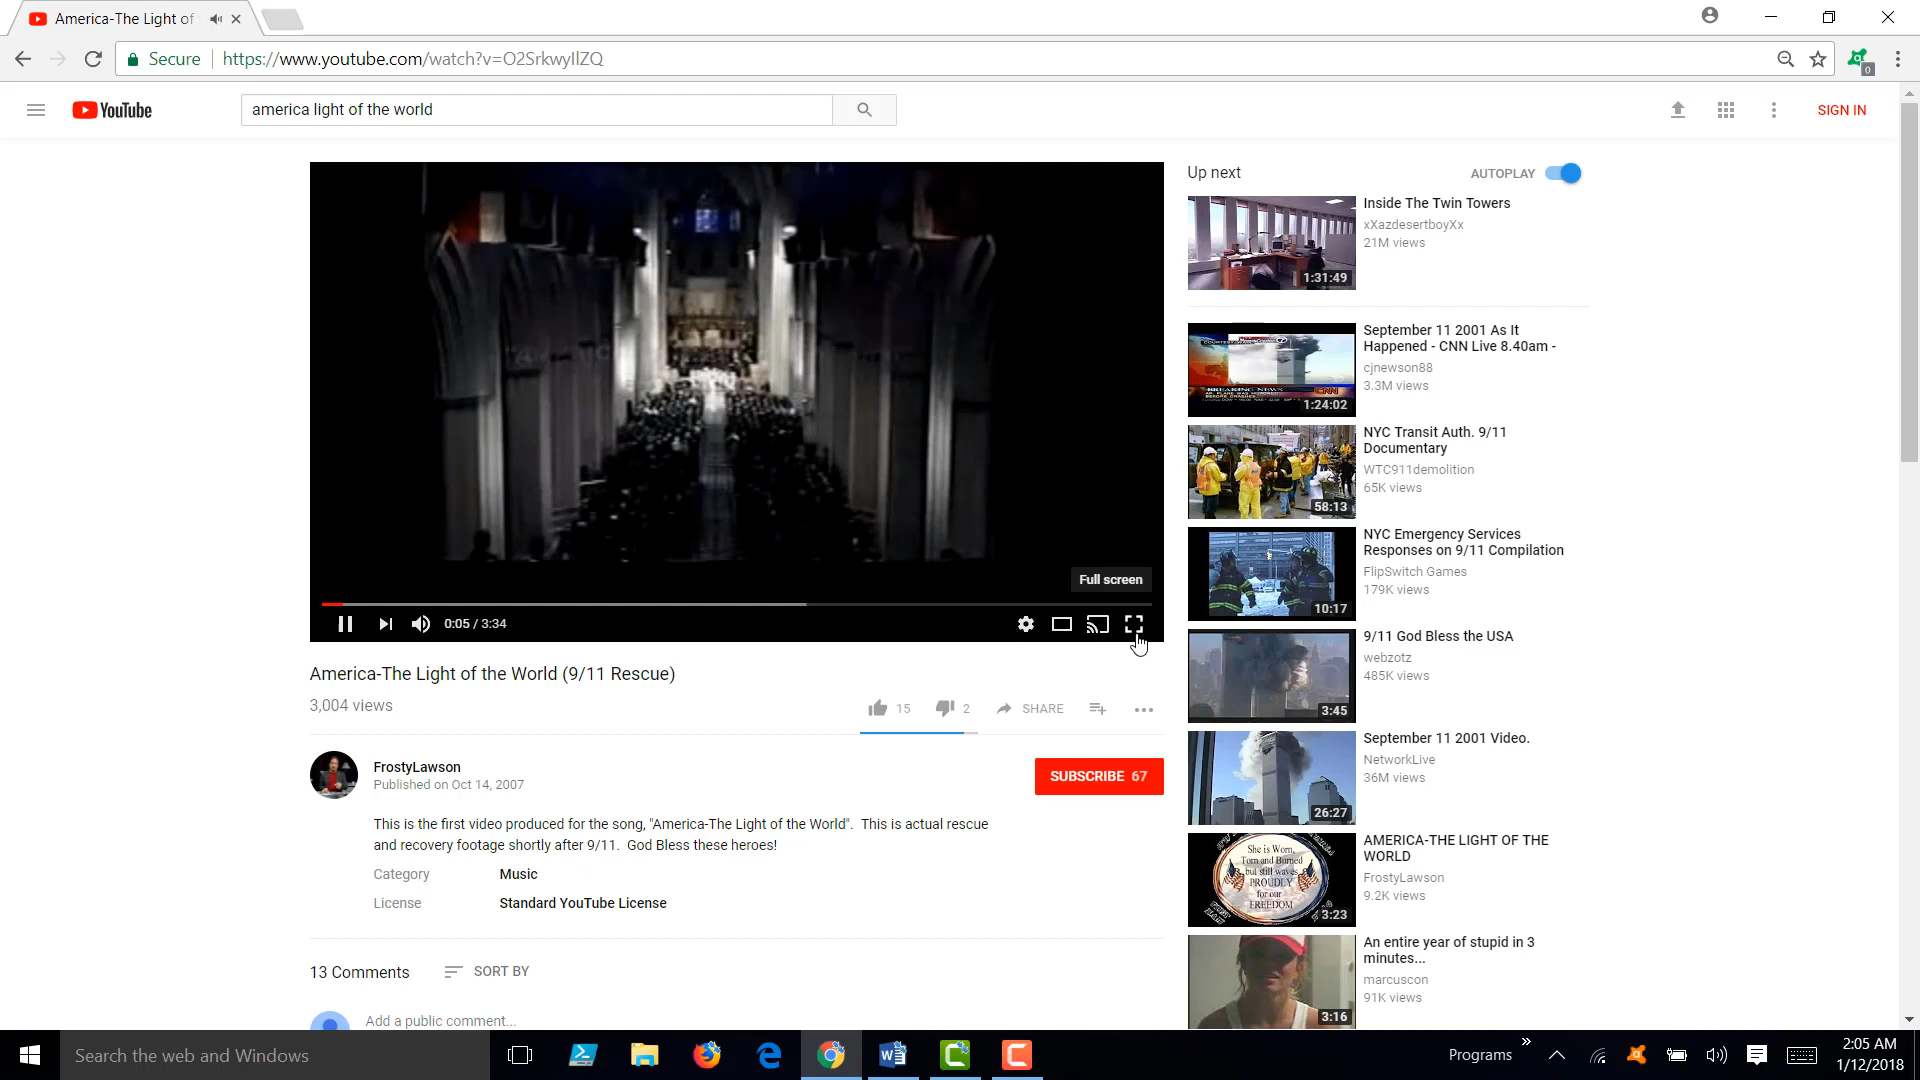 America-The Light of
Secure
https://www.youtube.com/watch?v=O2SrkwyIlZQ
0
YouTube
america light of the world
SIGN IN
Full screen
0:05 / 3:34
America-The Light of the World (9/11 Rescue)
3,004 views
15
2
SHARE
FrostyLawson
Published on Oct 14, 2007
SUBSCRIBE 67
This is the first video produced for the song, "America-The Light of the World". This is actual rescue
and recovery footage shortly after 9/11. God Bless these heroes!
Category
Music
License
Standard YouTube License
13 Comments
SORT BY
Add a public comment...
Up next
AUTOPLAY
1:31:49
Inside The Twin Towers
xXazdesertboyXx
21M views
BREAKING NEWS
CNN
1:24:02
September 11 2001 As It
Happened - CNN Live 8.40am -
cjnewson88
3.3M views
58:13
NYC Transit Auth. 9/11
Documentary
WTC911demolition
65K views
10:17
NYC Emergency Services
Responses on 9/11 Compilation
FlipSwitch Games
179K views
3:45
9/11 God Bless the USA
webzotz
485K views
26:27
September 11 2001 Video.
NetworkLive
36M views
She is Worn,
Torn and Burned
but still waves
PROUDLY
for our
FREEDOM
3:23
AMERICA-THE LIGHT OF THE
WORLD
FrostyLawson
9.2K views
3:16
An entire year of stupid in 3
minutes...
marcuscon
91K views
Search the web and Windows
Programs
2:05 AM
1/12/2018